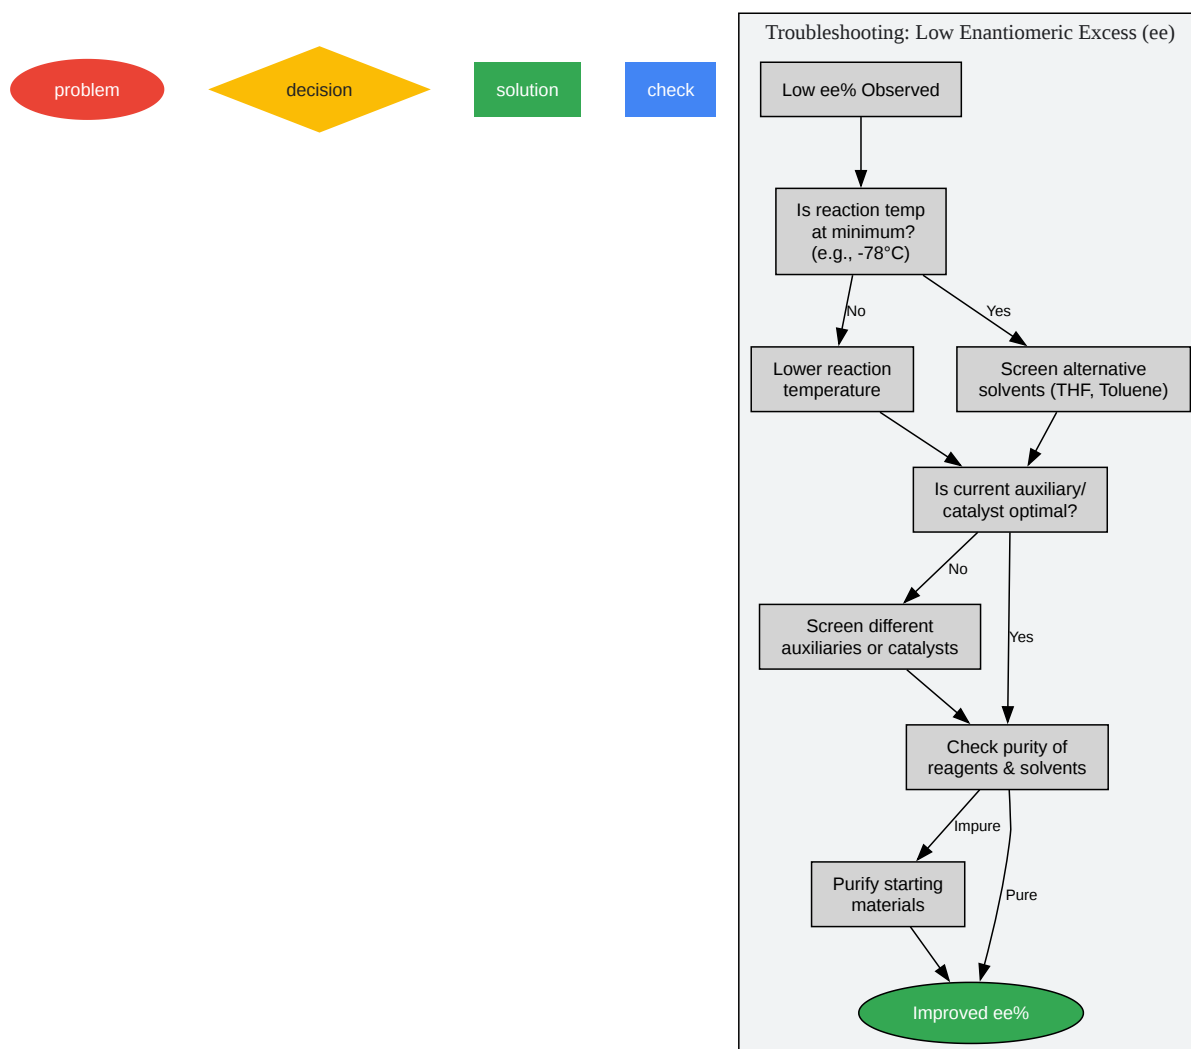 problem
decision
solution
check
Troubleshooting: Low Enantiomeric Excess (ee)
Low ee% Observed
Is reaction temp
at minimum?
(e.g., -78°C)
No
Yes
Lower reaction
temperature
Screen alternative
solvents (THF, Toluene)
Is current auxiliary/
catalyst optimal?
No
Screen different
auxiliaries or catalysts
Yes
Check purity of
reagents & solvents
Impure
Purify starting
materials
Pure
Improved ee%